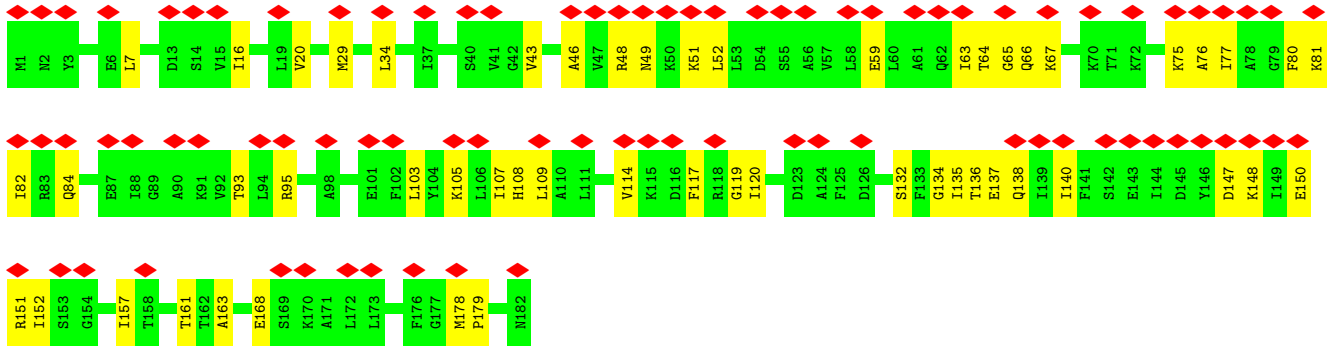 M1 N2 Y3 E6 L7 D13 S14 V15 I16 L19 V20 M29 L34 I37 S40 V41 G42 V43 A46 V47 R48 N49 K50 K51 L52 L53 D54 S55 A56 V57 L58 E59 L60 A61 Q62 I63 T64 G65 Q66 K67 K70 T71 K72 K75 A76 I77 A78 G79 F80 K81
I82 R83 Q84 E87 I88 G89 A90 K91 V92 T93 L94 R95 A98 E101 F102 L103 Y104 K105 L106 I107 H108 L109 A110 L111 V114 K115 D116 F117 R118 G119 I120 D123 A124 F125 D126 S132 F133 G134 I135 T136 E137 Q138 I139 I140 F141 S142 E143 I144 D145 Y146 D147 K148 I149 E150
R151 I152 S153 G154 I157 T158 T161 T162 A163 E168 S169 K170 A171 L172 L173 F176 G177 M178 P179 N182